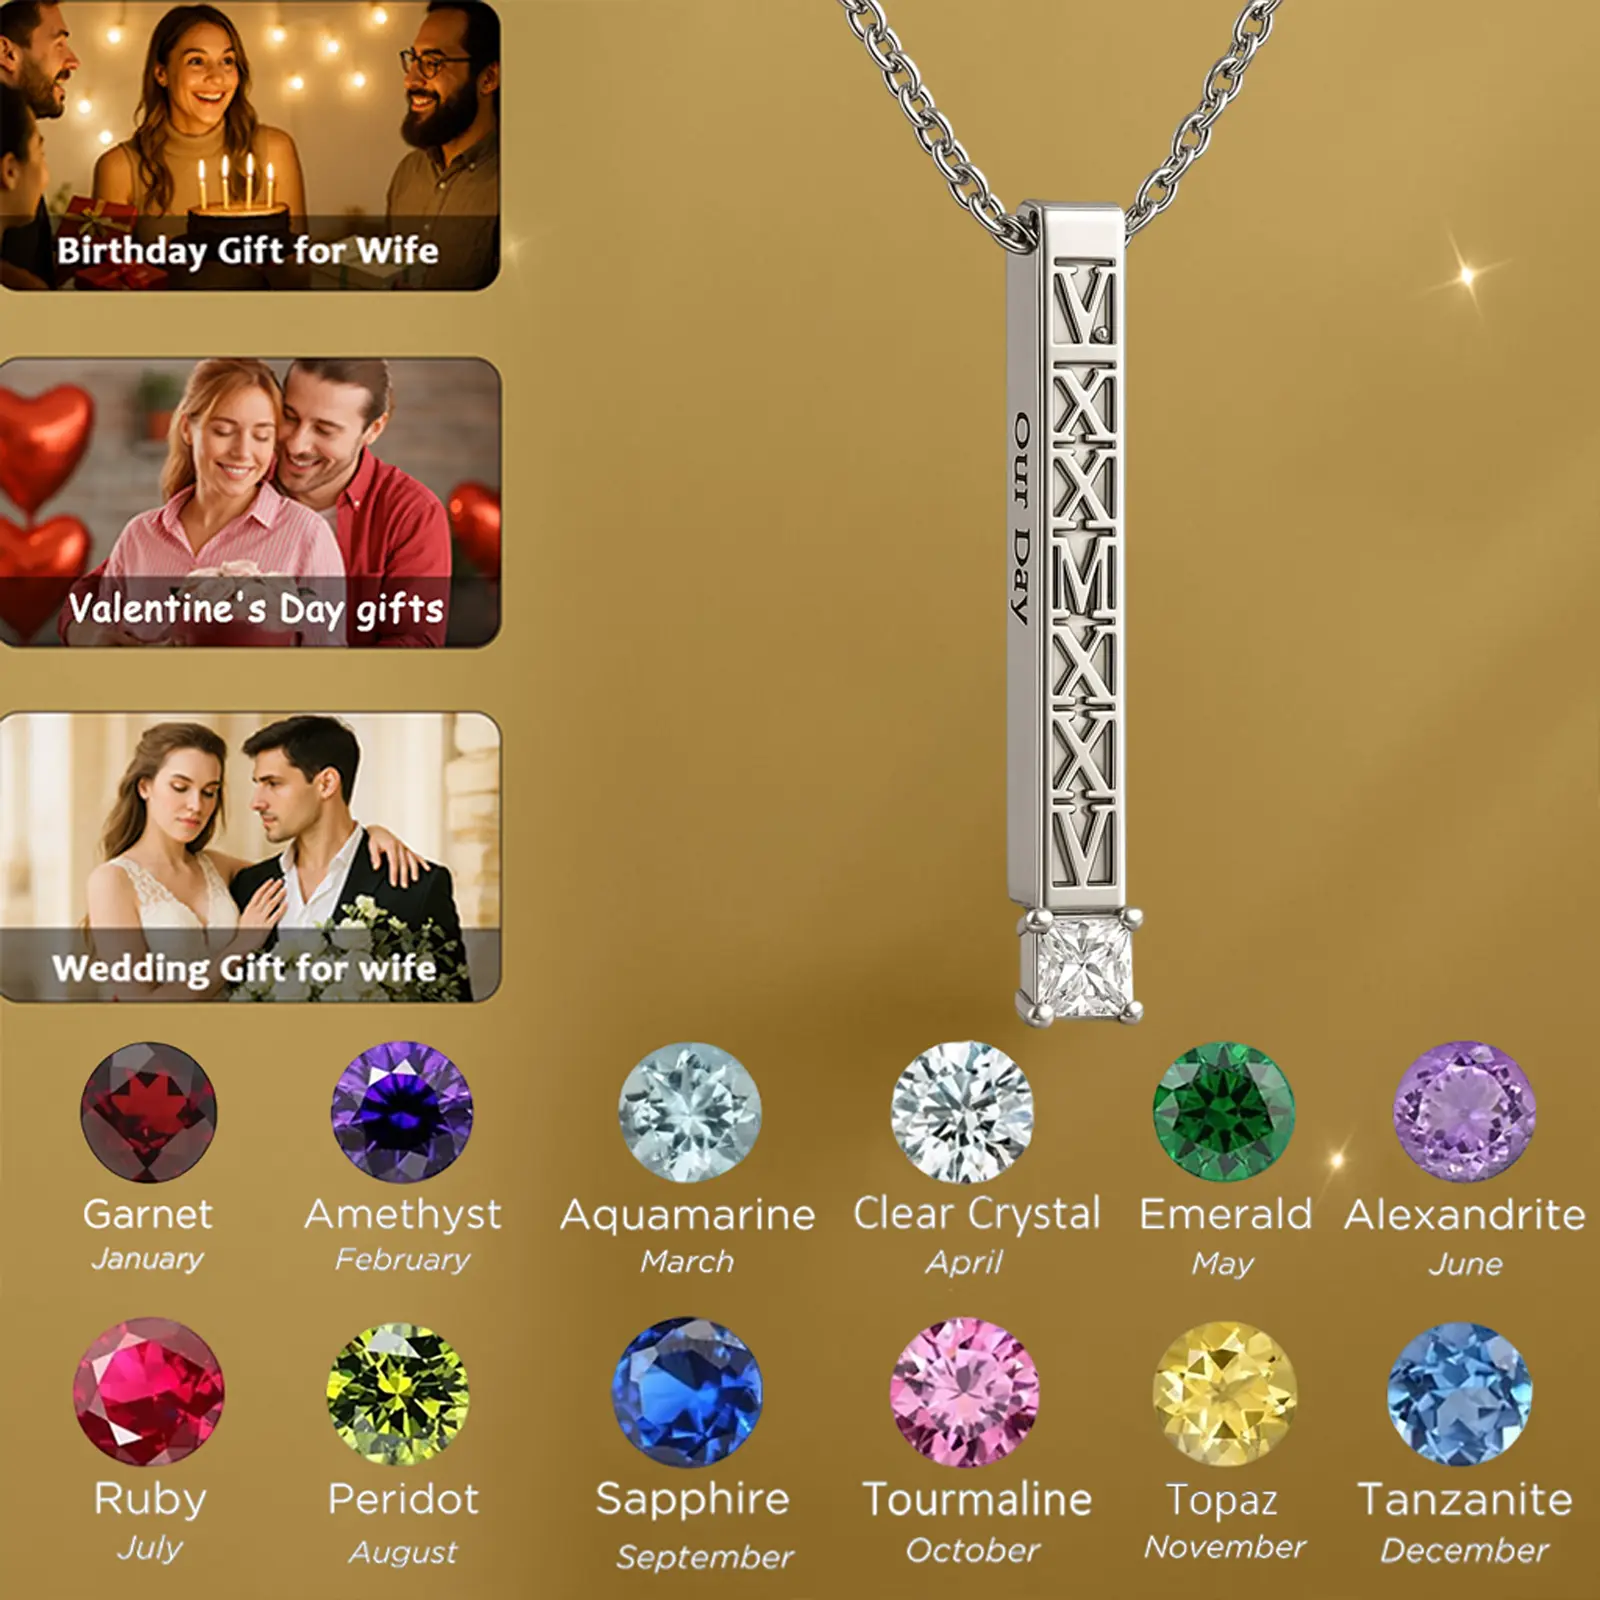 Birthday Gift for Wife
Valentine's Day gifts
Wedding Gift for wife
V.XXMXXV
Our Day
Garnet Amethyst Aquamarine Clear Crystal Emerald Alexandrite
January February March April May June
Ruby Peridot Sapphire Tourmaline Topaz Tanzanite
July August September October November December